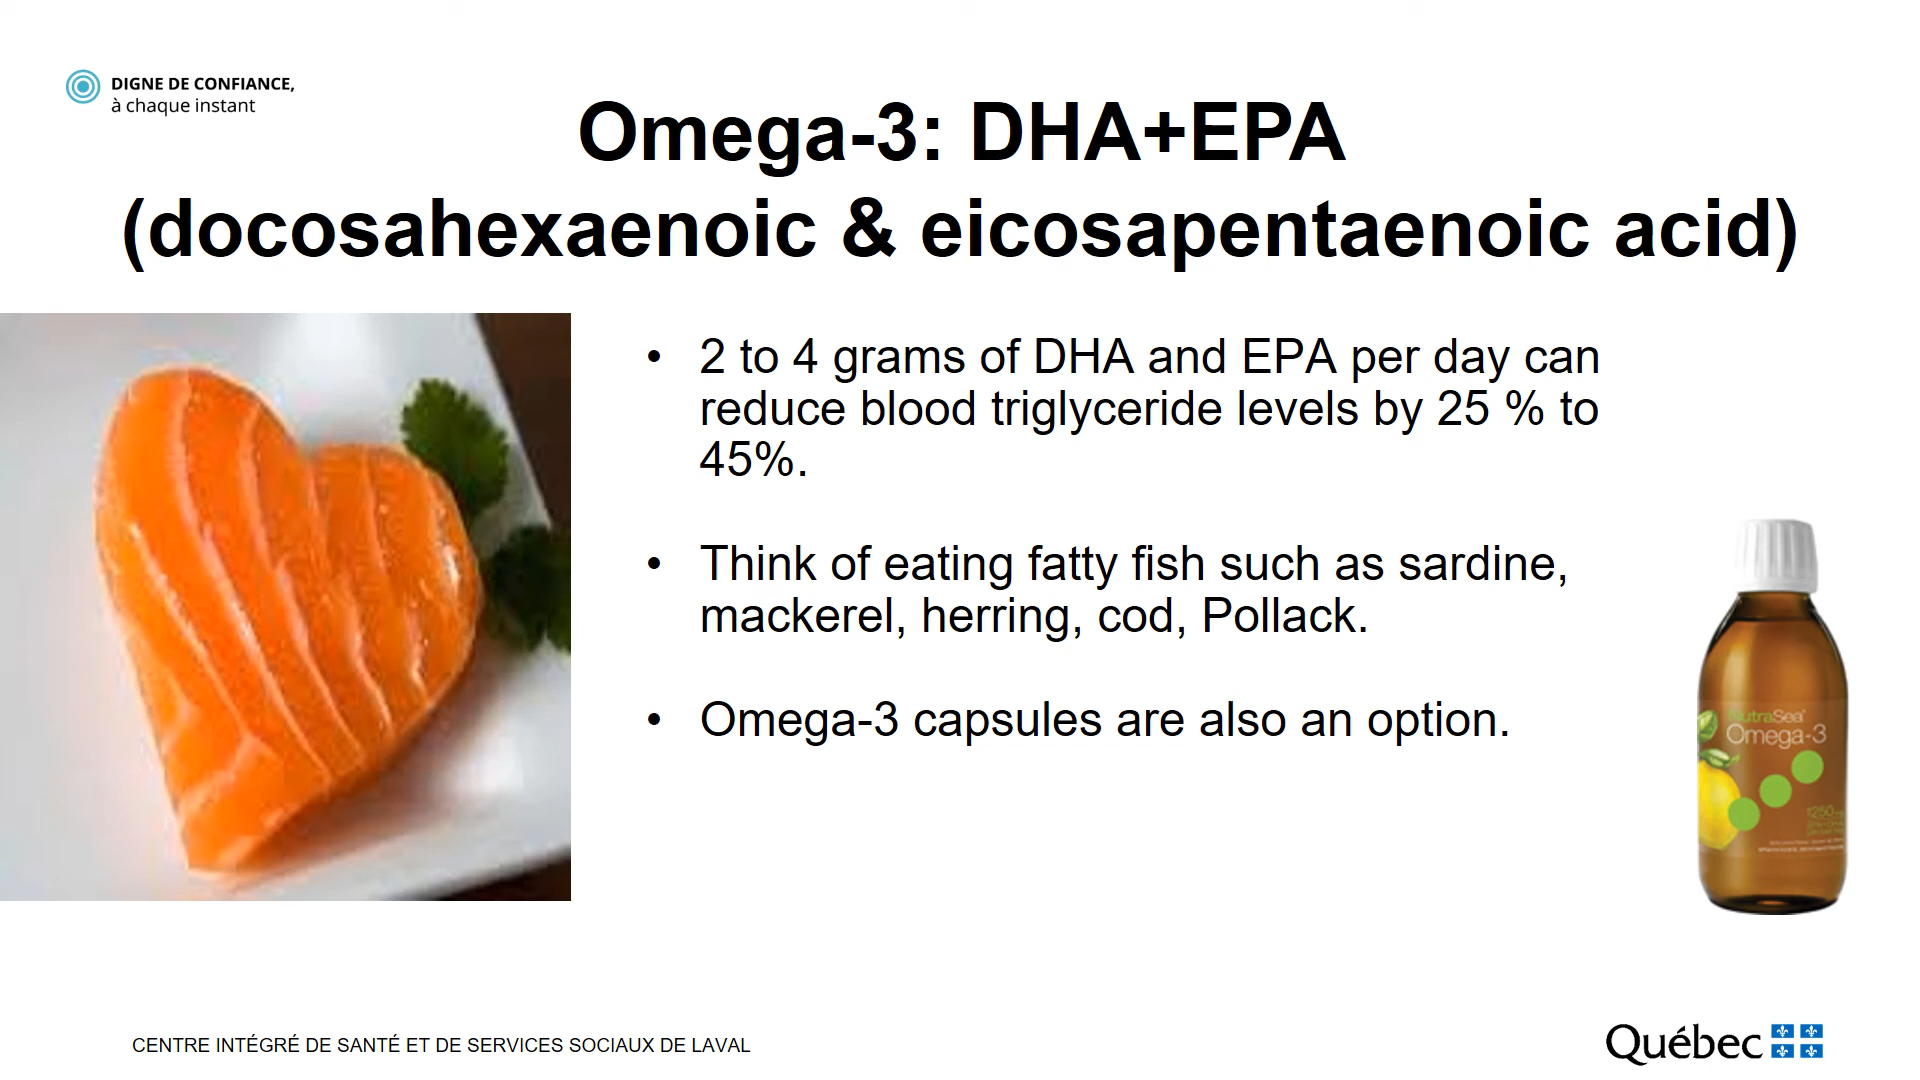 DIGNE DE CONFIANCE,
à chaque instant
Omega-3: DHA+EPA
(docosahexaenoic & eicosapentaenoic acid)
• 2 to 4 grams of DHA and EPA per day can
reduce blood triglyceride levels by 25 % to
45%.
• Think of eating fatty fish such as sardine,
mackerel, herring, cod, Pollack.
• Omega-3 capsules are also an option.
NutraSea
Omega-3
1250
CENTRE INTÉGRÉ DE SANTÉ ET DE SERVICES SOCIAUX DE LAVAL
Québec